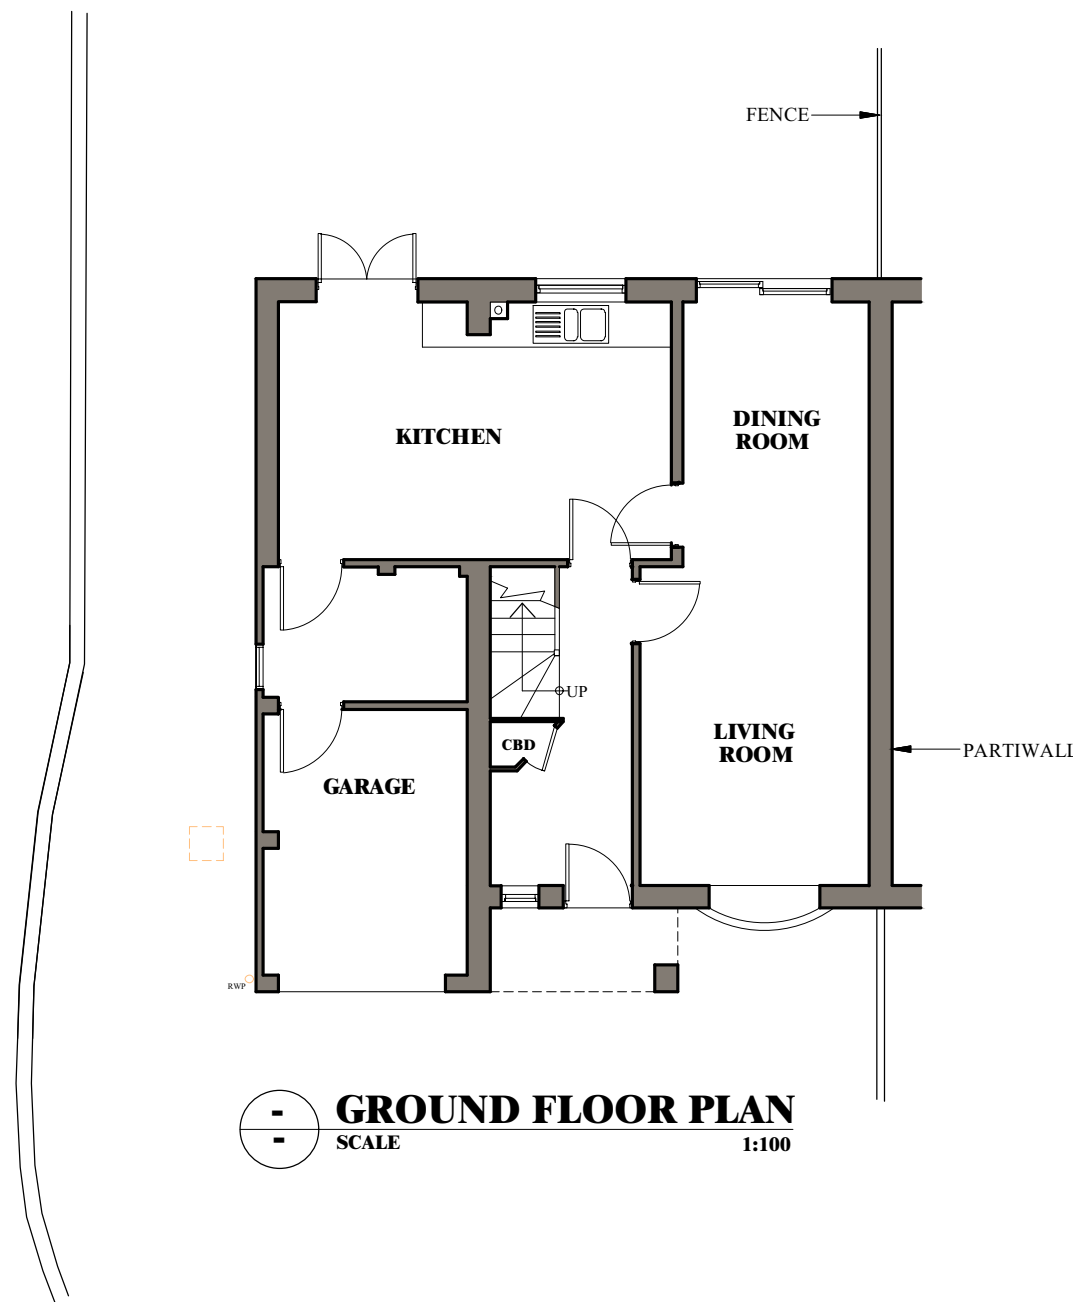 FENCE
DINING
ROOM
KITCHEN
UP
LIVING
ROOM
CBD
PARTIWALL
GARAGE
RWP
-
-
GROUND FLOOR PLAN
SCALE 1:100